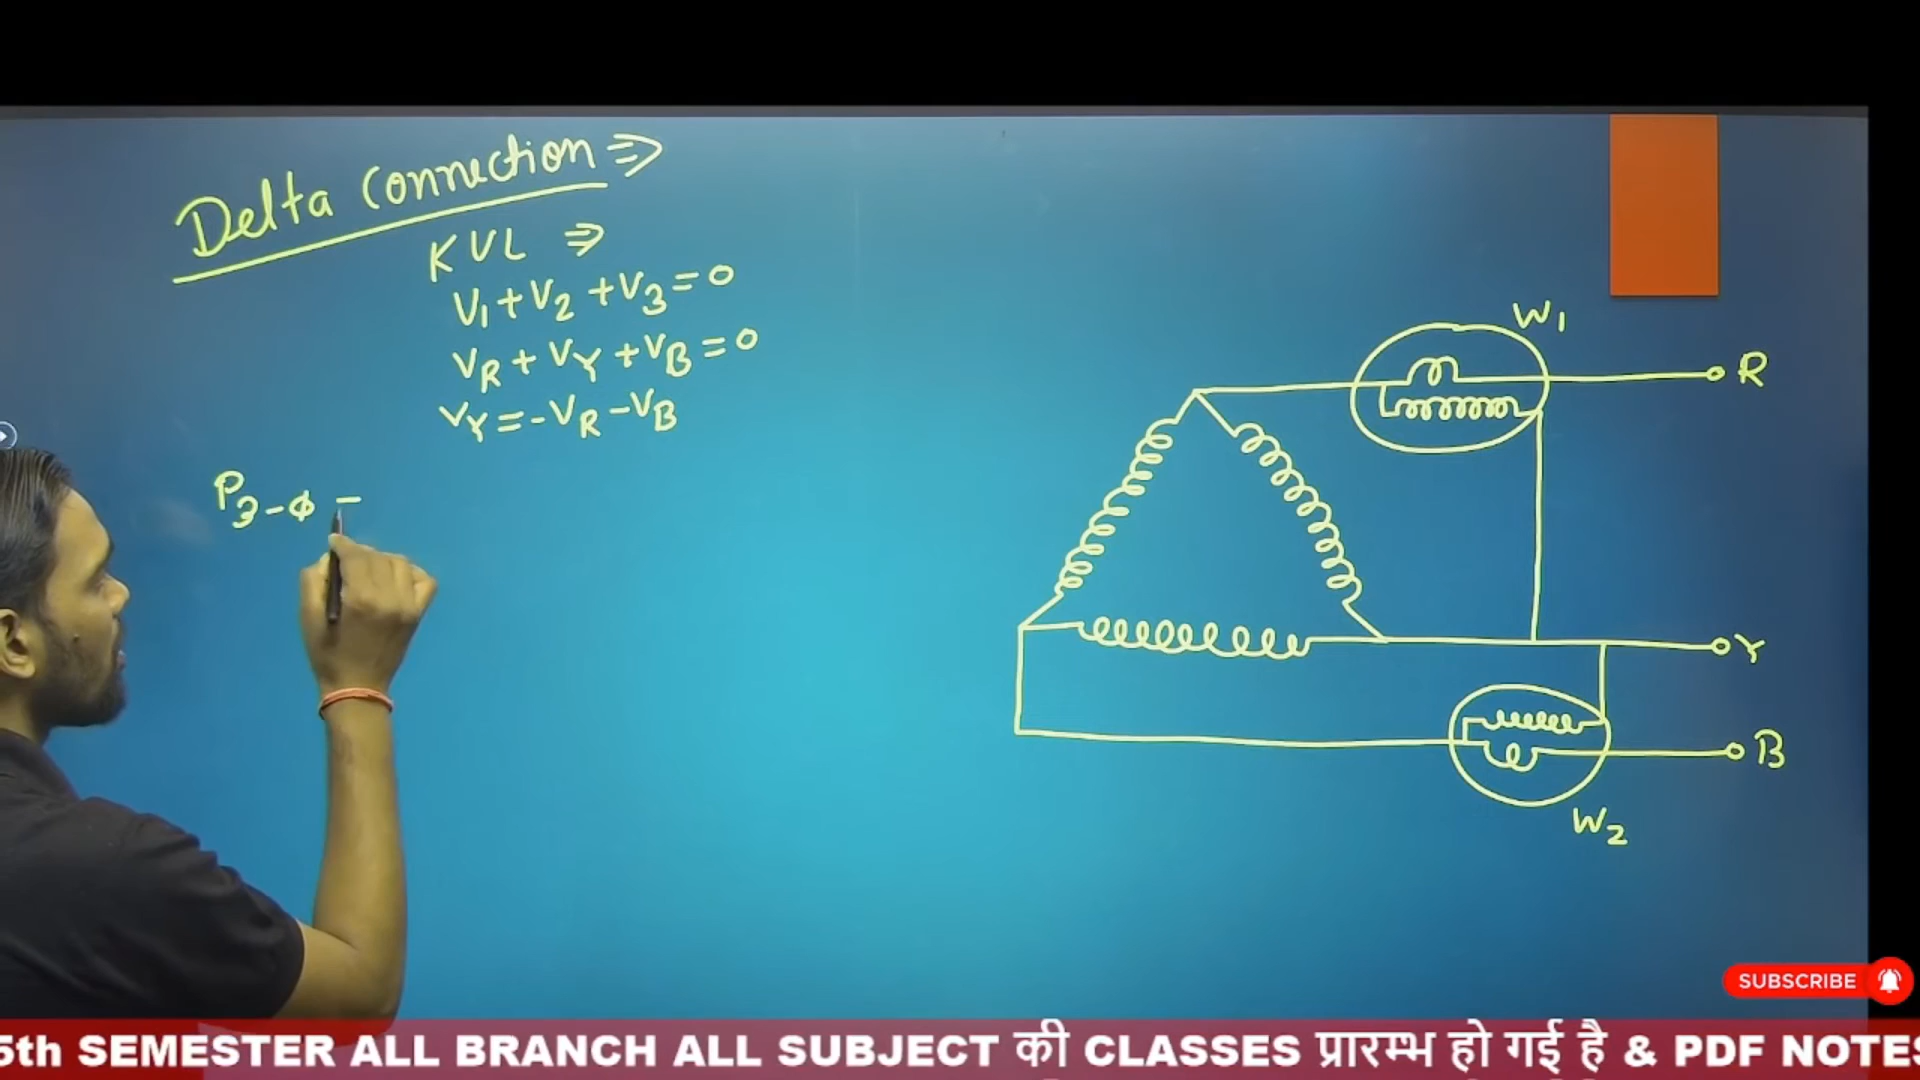 Delta Connection ⇒
KVL ⇒
V1 + V2 + V3 = 0
VR + VY + VB = 0
VY = -VR - VB
P3-φ -
W1
R
Y
B
W2
SUBSCRIBE
5th SEMESTER ALL BRANCH ALL SUBJECT की CLASSES प्रारम्भ हो गई है & PDF NOTES